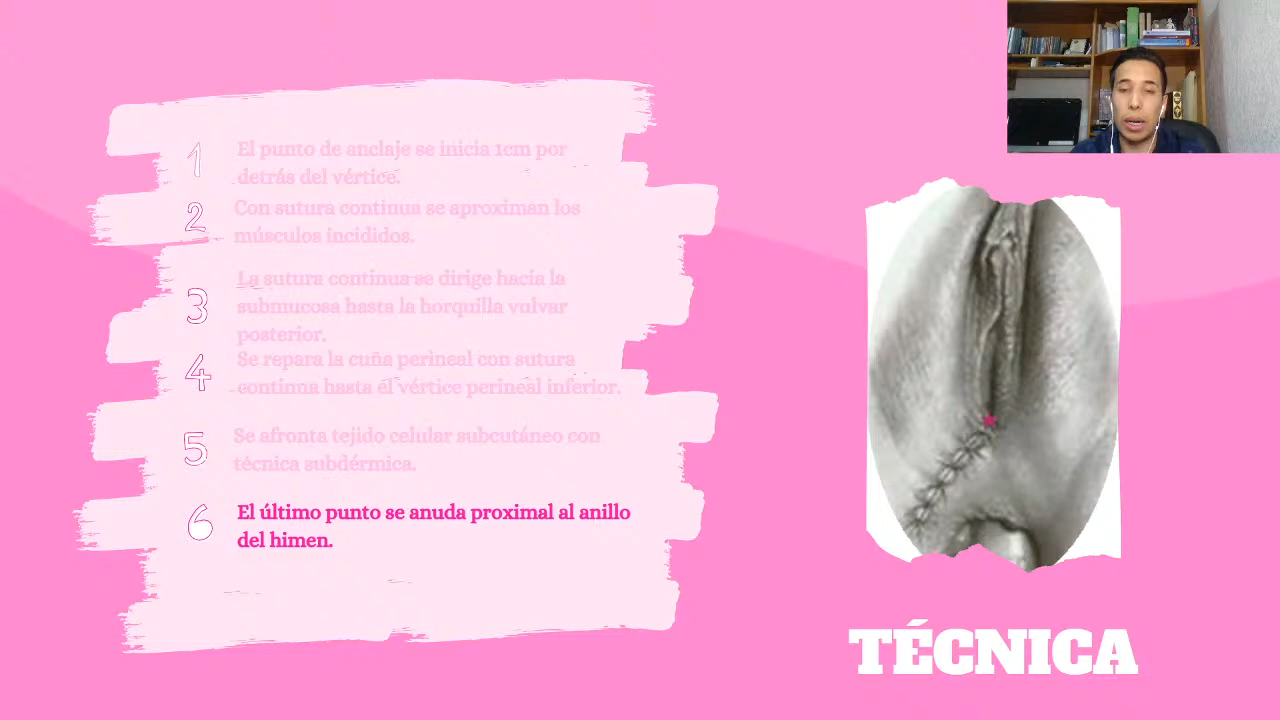 1
El punto de anclaje se inicia 1cm por
detrás del vértice.
2
Con sutura continua se aproximan los
músculos incididos.
3
La sutura continua se dirige hacia la
submucosa hasta la horquilla vulvar
posterior.
4
Se repara la cuña perineal con sutura
continua hasta el vértice perineal inferior.
5
Se afronta tejido celular subcutáneo con
técnica subdérmica.
6
El último punto se anuda proximal al anillo
del himen.
TÉCNICA